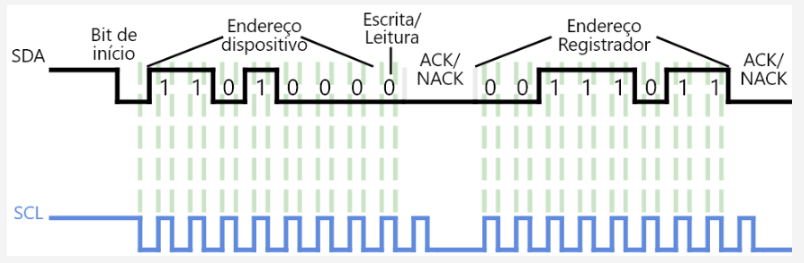 Bit de
início
Endereço
dispositivo
Escrita/
Leitura
ACK/
NACK
Endereço
Registrador
ACK/
NACK
SDA
1 1 0 1 0 0 0 0
0 0 1 1 1 0 1 1
SCL